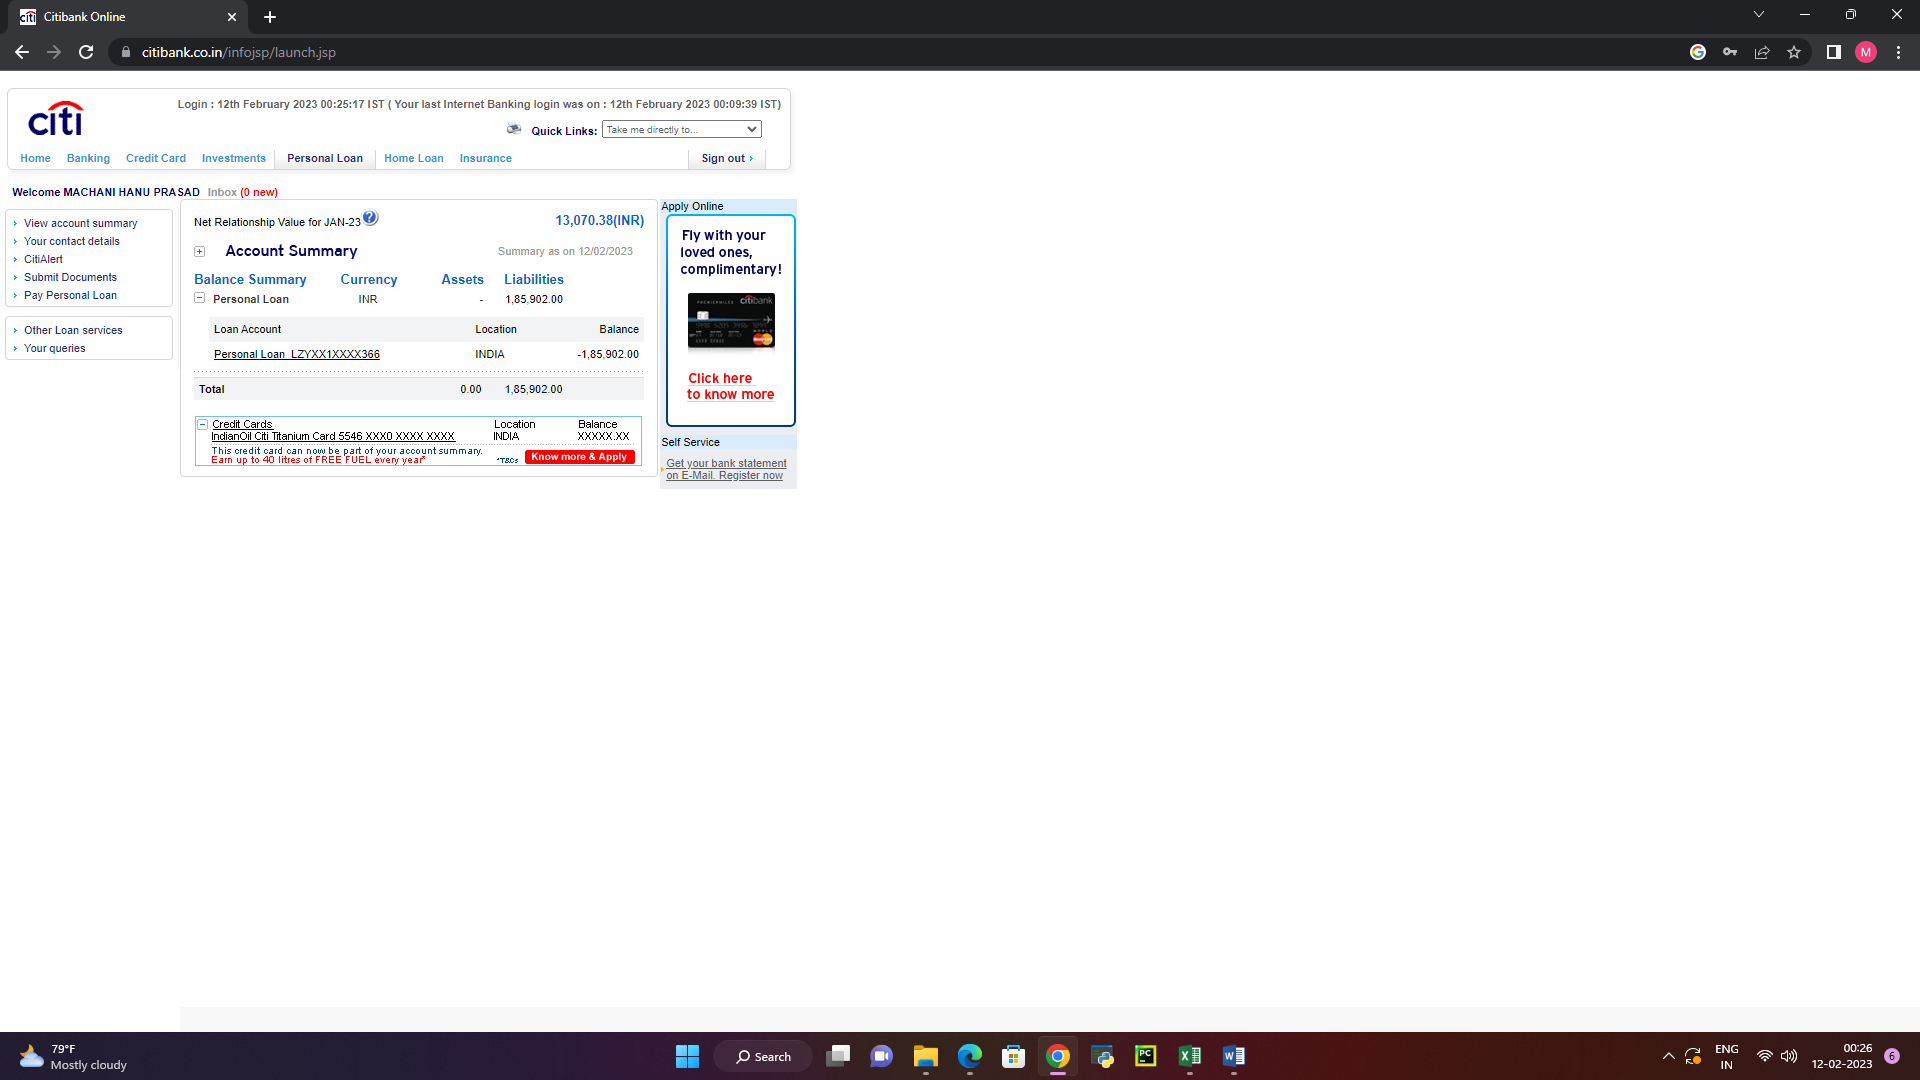 Citibank Online
citibank.co.in/infojsp/launch.jsp
M
citi
Login : 12th February 2023 00:25:17 IST ( Your last Internet Banking login was on : 12th February 2023 00:09:39 IST)
Quick Links: Take me directly to...
Home Banking Credit Card Investments Personal Loan Home Loan Insurance Sign out
Welcome MACHANI HANU PRASAD Inbox (0 new)
View account summary
Your contact details
CitiAlert
Submit Documents
Pay Personal Loan
Other Loan services
Your queries
Net Relationship Value for JAN-23 ? 13,070.38(INR)
Account Summary Summary as on 12/02/2023
Balance Summary Currency Assets Liabilities
Personal Loan INR - 1,85,902.00
Loan Account Location Balance
Personal Loan LZYXX1XXXX366 INDIA -1,85,902.00
Total 0.00 1,85,902.00
Credit Cards Location Balance
IndianOil Citi Titanium Card 5546 XXX0 XXXX XXXX INDIA XXXXX.XX
This credit card can now be part of your account summary.
Earn up to 40 litres of FREE FUEL every year* *T&Cs Know more & Apply
Apply Online
Fly with your
loved ones,
complimentary!
PREMIERMILES citibank
Click here
to know more
Self Service
Get your bank statement
on E-Mail. Register now
79°F
Mostly cloudy
Search
PC
ENG
IN
00:26
12-02-2023
6